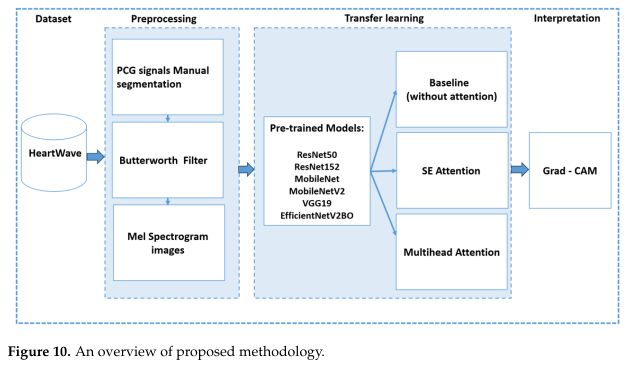 Dataset
Preprocessing
Transfer learning
Interpretation
HeartWave
PCG signals Manual
segmentation
Butterworth Filter
Mel Spectrogram
images
Pre-trained Models:
ResNet50
ResNet152
MobileNet
MobileNetV2
VGG19
EfficientNetV2BO
Baseline
(without attention)
SE Attention
Multihead Attention
Grad - CAM
Figure 10. An overview of proposed methodology.